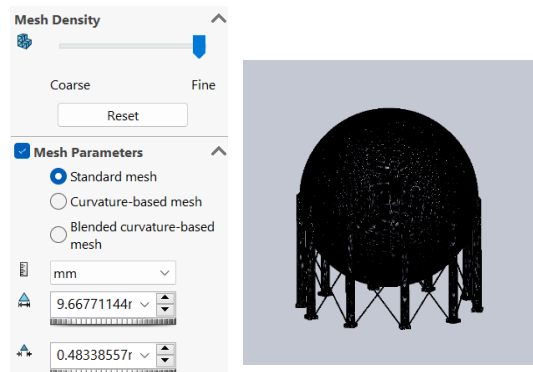 Mesh Density
Coarse
Fine
Reset
Mesh Parameters
Standard mesh
Curvature-based mesh
Blended curvature-based
mesh
mm
9.66771144r
0.48338557r